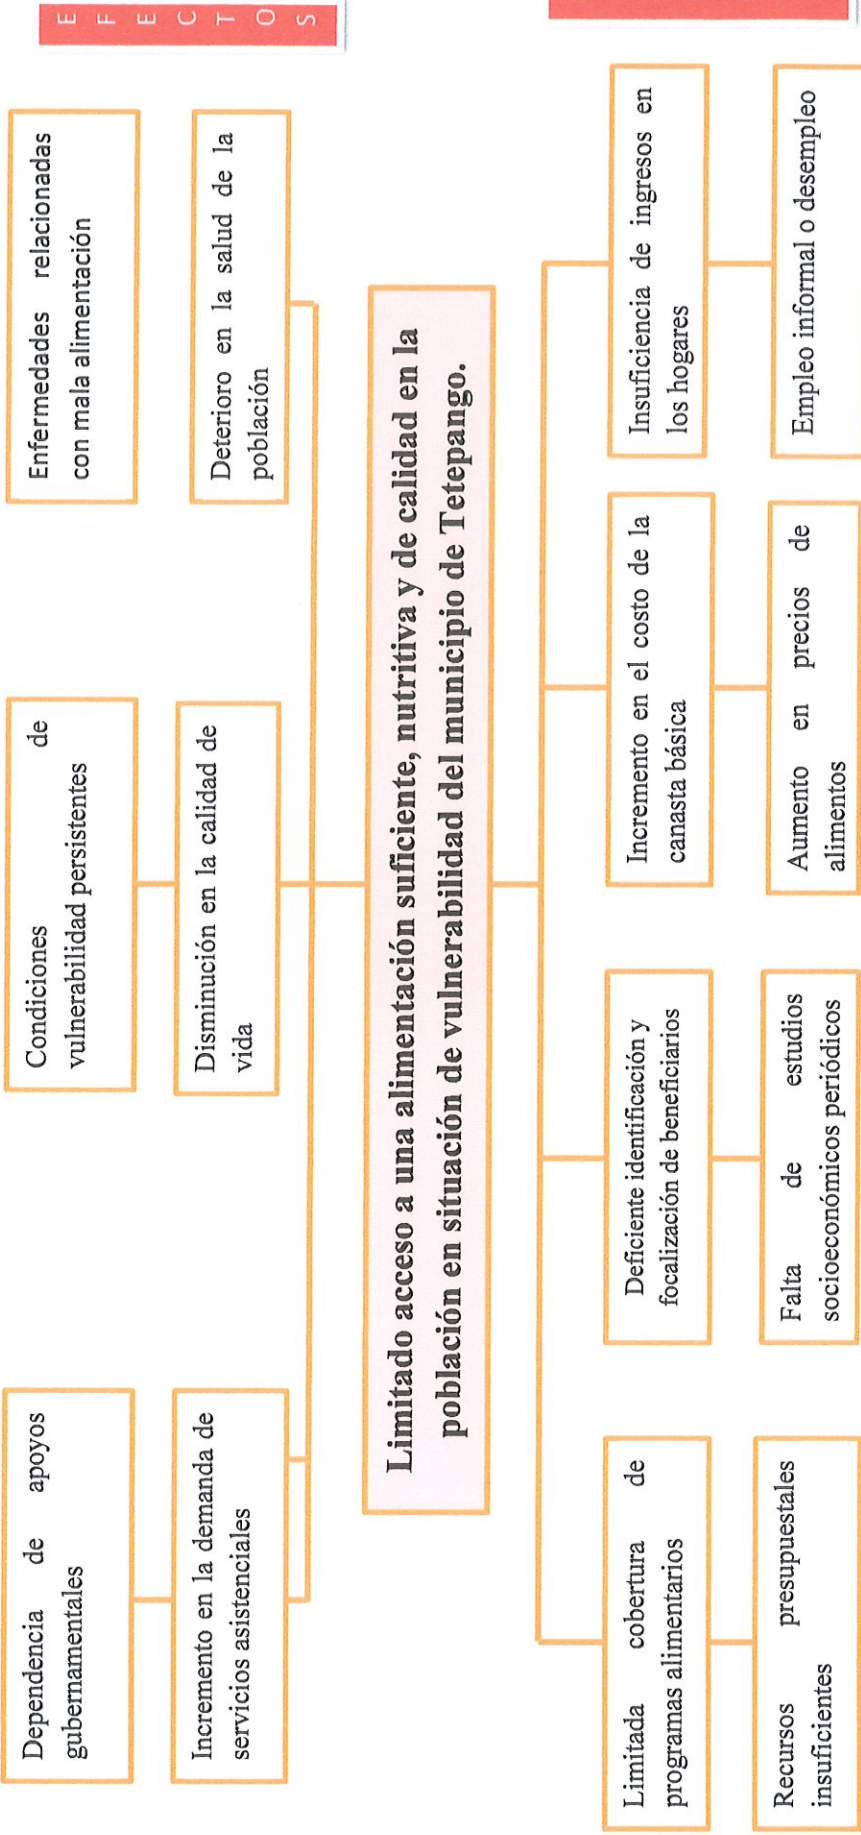 Dependencia de apoyos
gubernamentales
Condiciones de
vulnerabilidad persistentes
Enfermedades relacionadas
con mala alimentación
E
F
E
C
T
O
S
Incremento en la demanda de
servicios asistenciales
Disminución en la calidad de
vida
Deterioro en la salud de la
población
Limitado acceso a una alimentación suficiente, nutritiva y de calidad en la
población en situación de vulnerabilidad del municipio de Tetepango.
Limitada cobertura de
programas alimentarios
Deficiente identificación y
focalización de beneficiarios
Incremento en el costo de la
canasta básica
Insuficiencia de ingresos en
los hogares
Recursos presupuestales
insuficientes
Falta de estudios
socioeconómicos periódicos
Aumento en precios de
alimentos
Empleo informal o desempleo